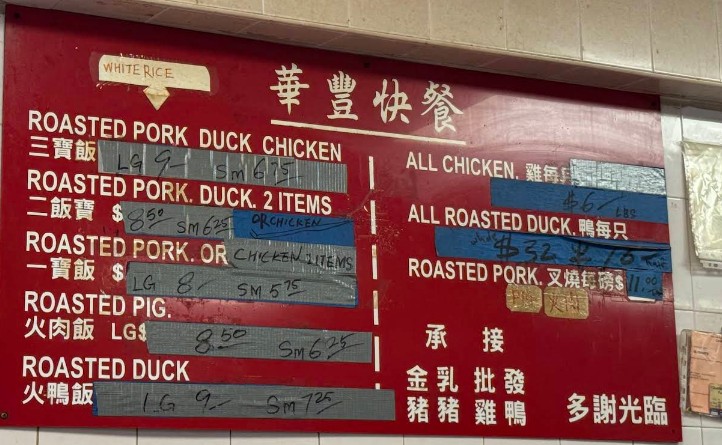 WHITE RICE
華豐快餐
ROASTED PORK DUCK CHICKEN
三寶飯 LG 9- Sm 6 75
ROASTED PORK. DUCK. 2 ITEMS
二飯寶 $ 8 50 Sm 6 25 OR CHICKEN
ROASTED PORK. OR CHICKEN 2 ITEMS
一寶飯 $ LG 8- Sm 5 75
ROASTED PIG.
火肉飯 LG$ 8.50 Sm 6 25
ROASTED DUCK
火鴨飯 LG 9- Sm 7 25
ALL CHICKEN. 雞每
$6- LBS
ALL ROASTED DUCK. 鴨每只
$32
ROASTED PORK. 叉燒每磅$ 11.00
承接
金乳批發
豬豬雞鴨
多謝光臨